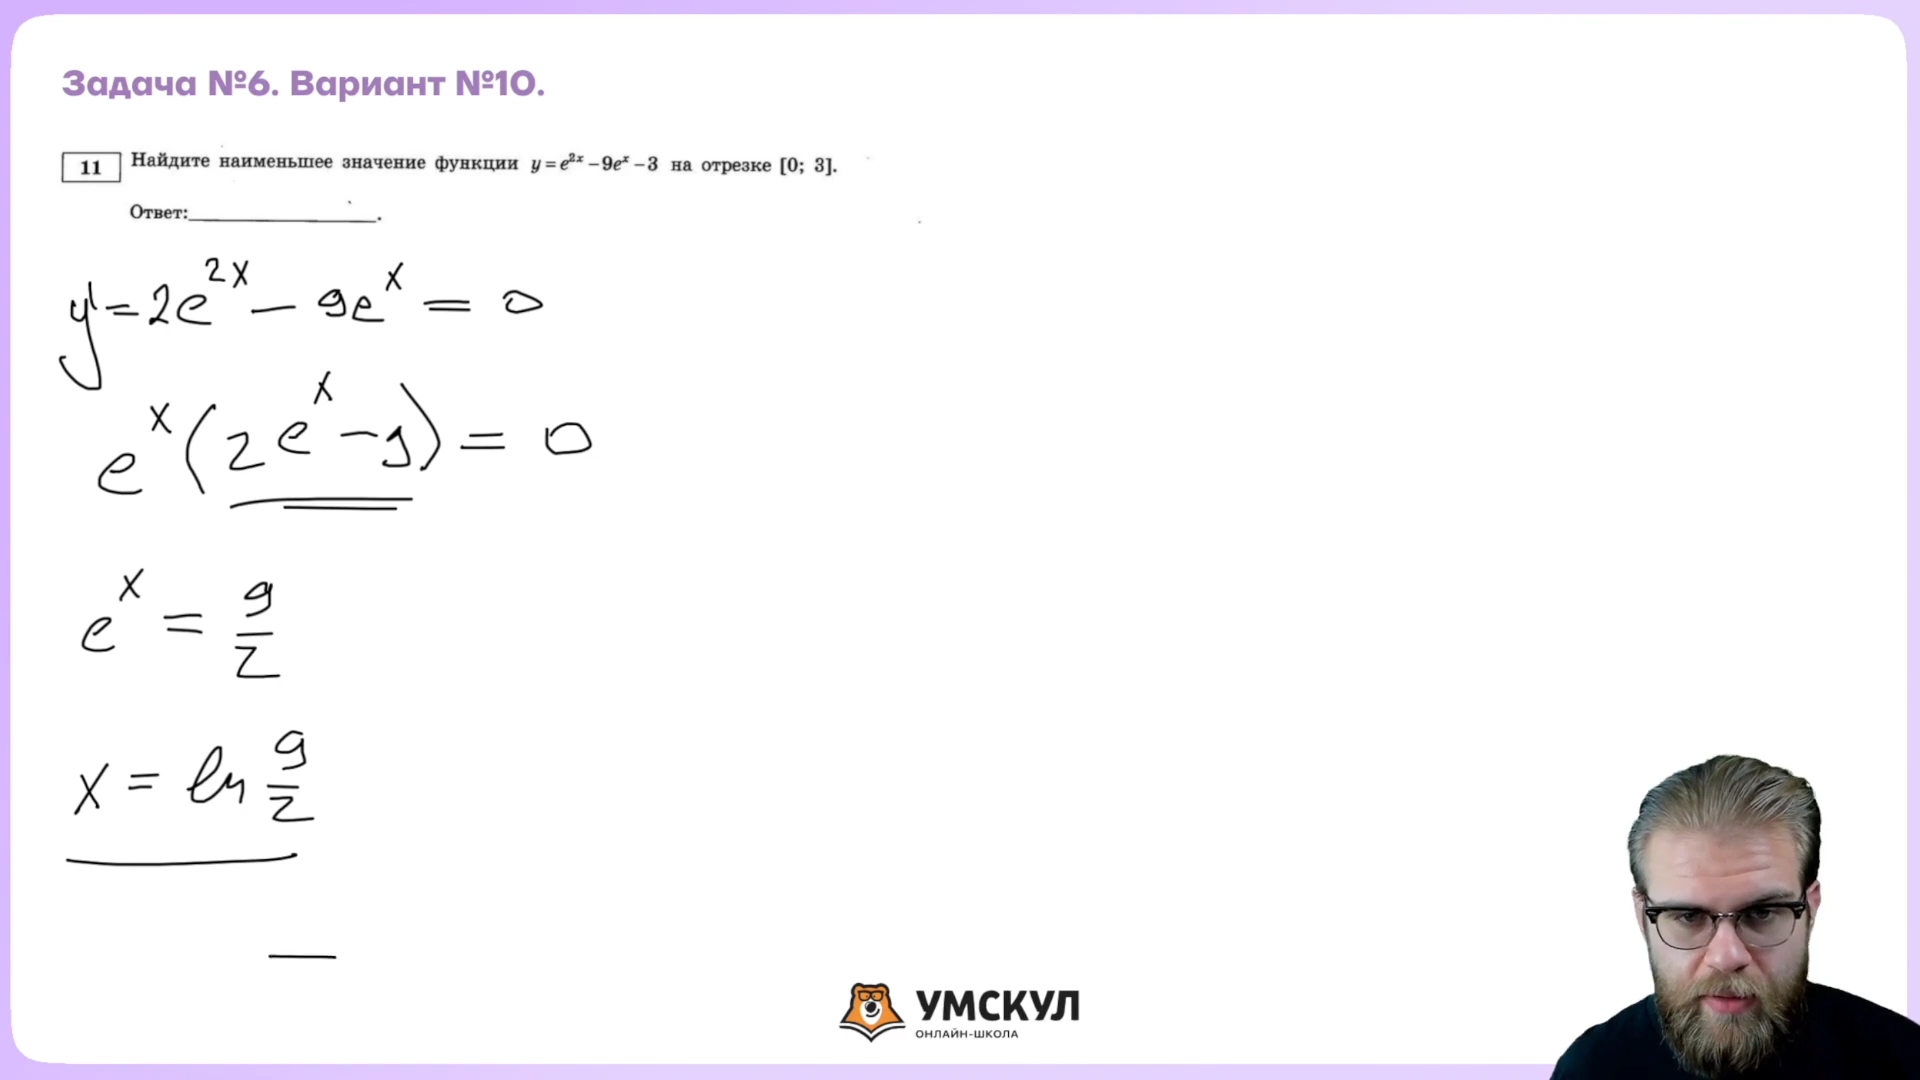 Задача №6. Вариант №10.
11 Найдите наименьшее значение функции y = e^{2x} – 9e^x – 3 на отрезке [0; 3].
Ответ:____________.
y' = 2e^{2x} – 9e^x = 0
e^x (2e^x – 9) = 0
e^x = 9/2
x = ln 9/2
УМСКУЛ
ОНЛАЙН-ШКОЛА